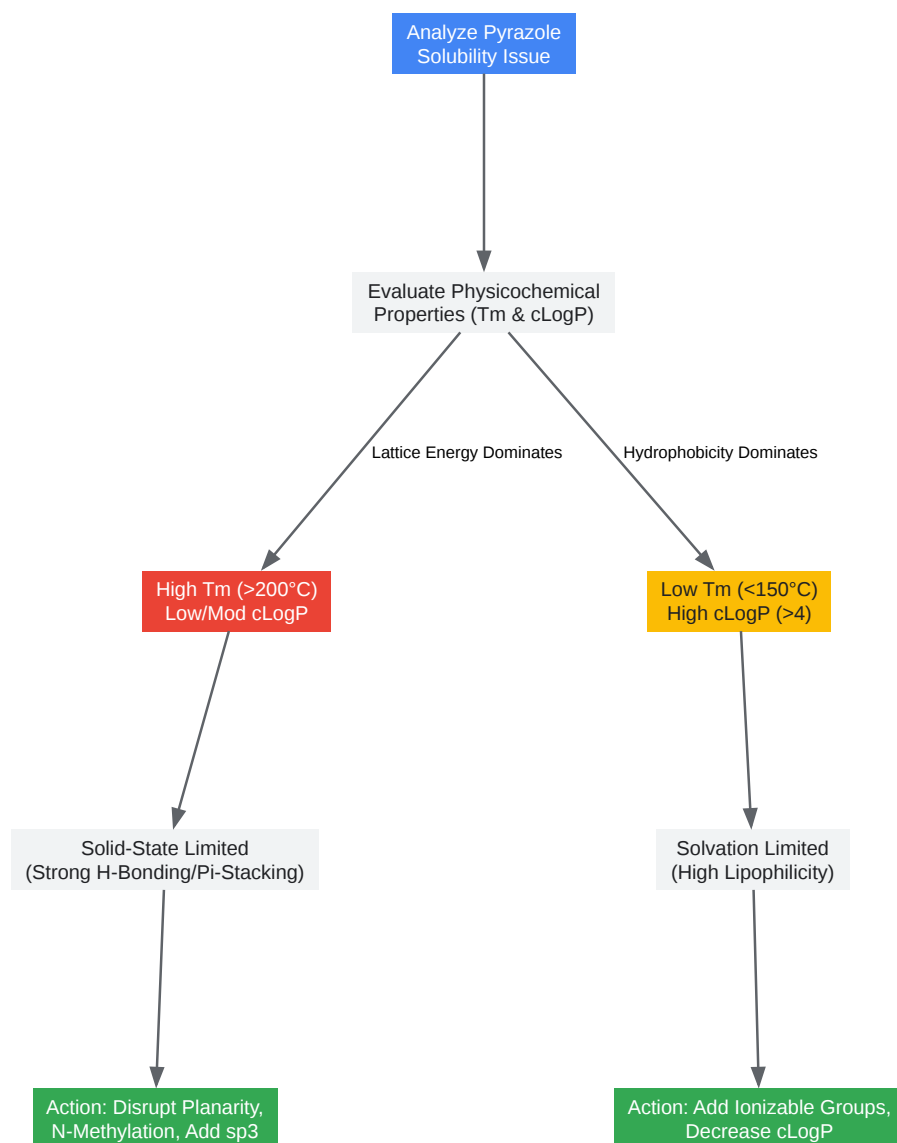 Analyze Pyrazole
Solubility Issue
Evaluate Physicochemical
Properties (Tm & cLogP)
Lattice Energy Dominates
Hydrophobicity Dominates
High Tm (>200°C)
Low/Mod cLogP
Low Tm (<150°C)
High cLogP (>4)
Solid-State Limited
(Strong H-Bonding/Pi-Stacking)
Solvation Limited
(High Lipophilicity)
Action: Disrupt Planarity,
N-Methylation, Add sp3
Action: Add Ionizable Groups,
Decrease cLogP